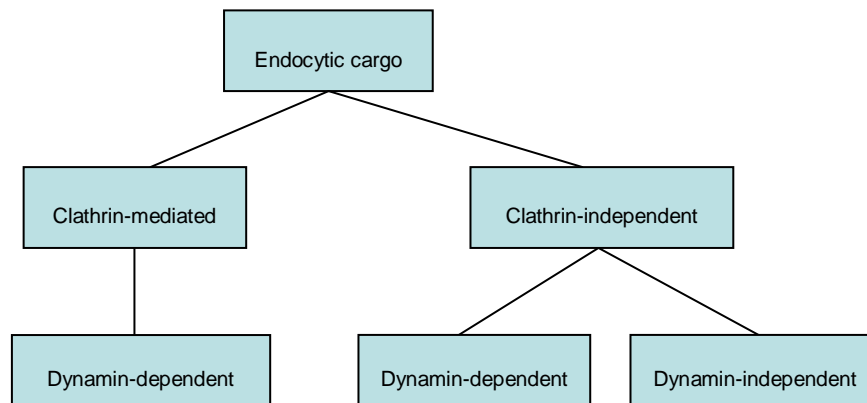 Endocytic cargo
Clathrin-mediated
Clathrin-independent
Dynamin-dependent
Dynamin-dependent
Dynamin-independent